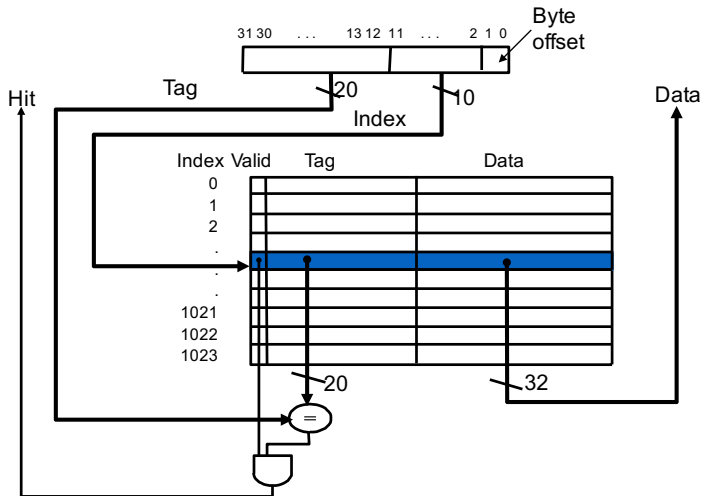 Byte
offset
31 30 ... 13 12 11 ... 2 1 0
Tag
20
10
Hit
Index
Data
Index Valid Tag Data
0
1
2
.
.
.
1021
1022
1023
20
32
=